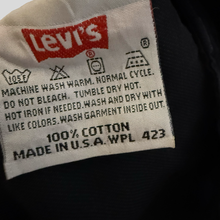 Levi's
®
MACHINE WASH WARM. NORMAL CYCLE.
DO NOT BLEACH. TUMBLE DRY HOT.
HOT IRON IF NEEDED. WASH AND DRY WITH
LIKE COLORS. WASH GARMENT INSIDE OUT.
100% COTTON
MADE IN U.S.A. WPL 423